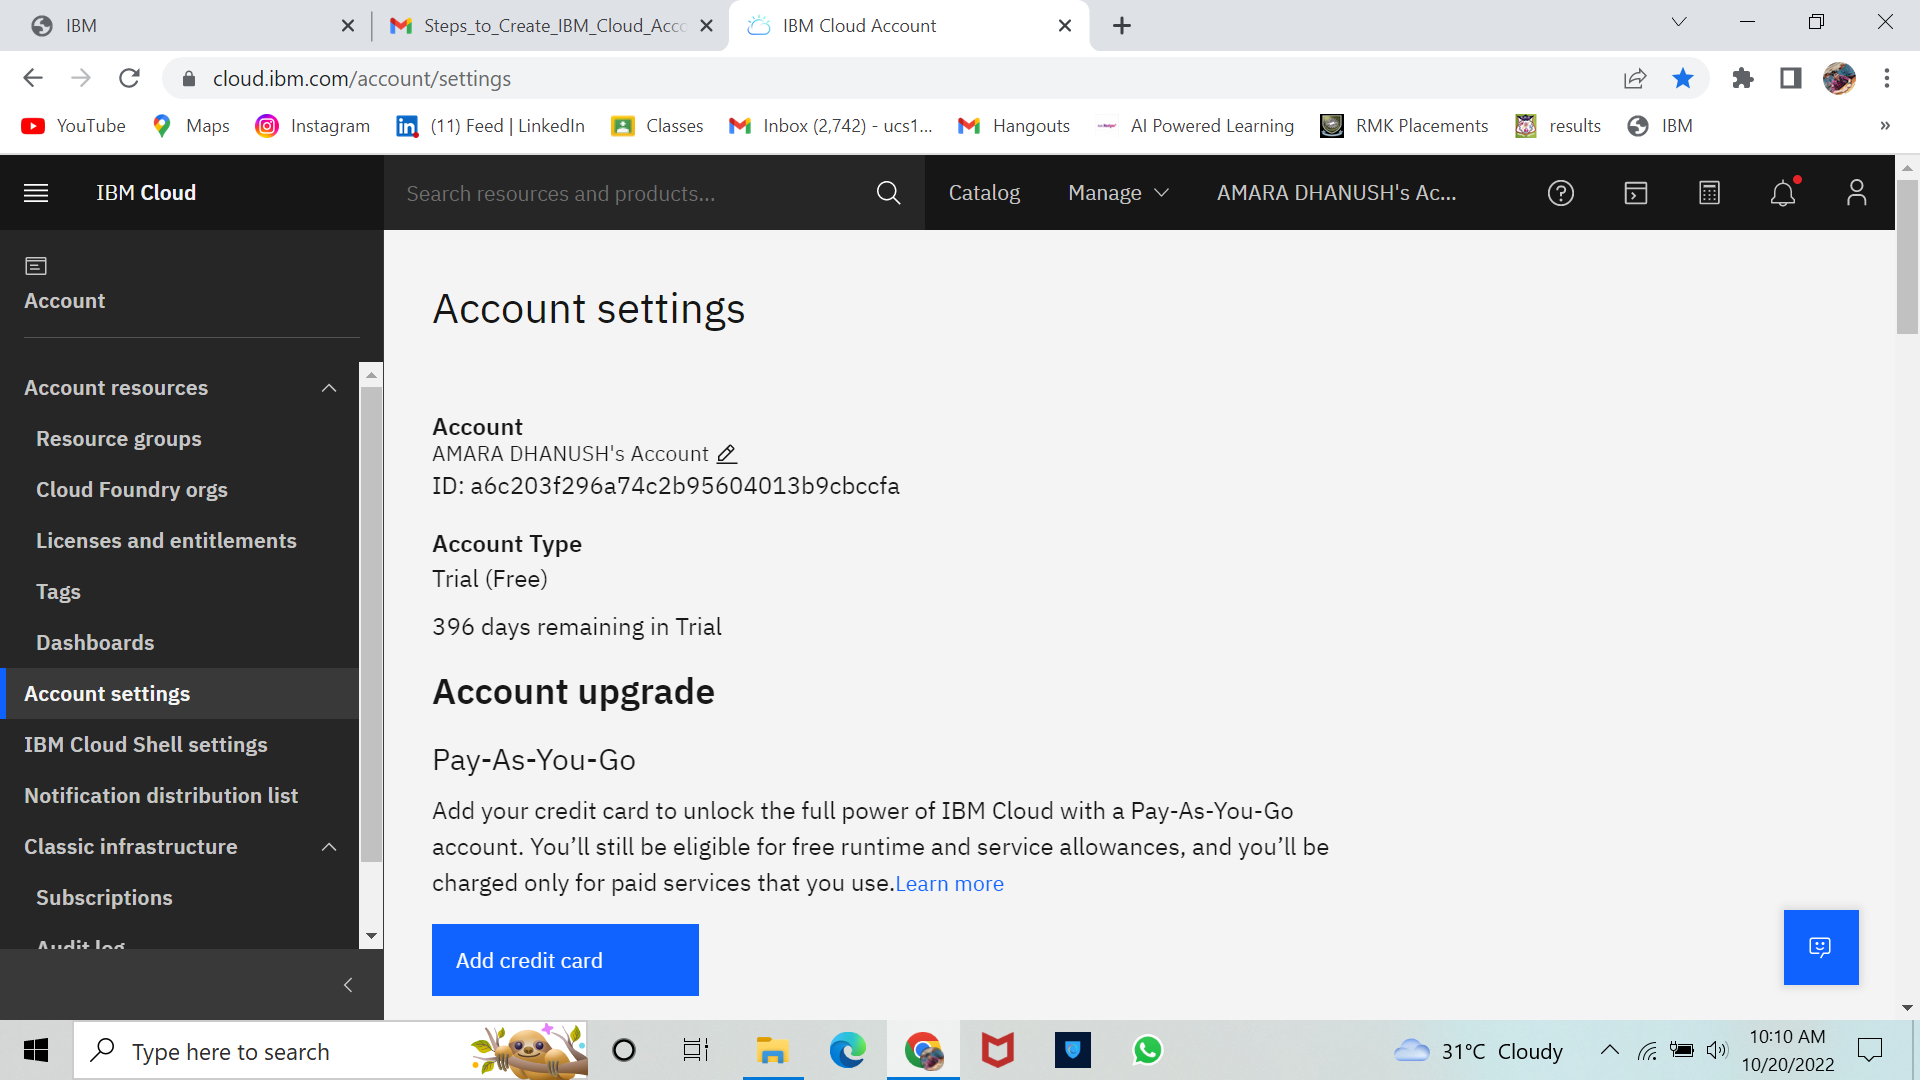 IBM
Steps_to_Create_IBM_Cloud_Acco
IBM Cloud Account
cloud.ibm.com/account/settings
YouTube
Maps
Instagram
(11) Feed | LinkedIn
Classes
Inbox (2,742) - ucs1...
Hangouts
AI Powered Learning
RMK Placements
results
IBM
»
IBM Cloud
Search resources and products...
Catalog
Manage
AMARA DHANUSH's Ac...
Account
Account resources
Resource groups
Cloud Foundry orgs
Licenses and entitlements
Tags
Dashboards
Account settings
IBM Cloud Shell settings
Notification distribution list
Classic infrastructure
Subscriptions
Audit log
Account settings
Account
AMARA DHANUSH's Account
ID: a6c203f296a74c2b95604013b9cbccfa
Account Type
Trial (Free)
396 days remaining in Trial
Account upgrade
Pay-As-You-Go
Add your credit card to unlock the full power of IBM Cloud with a Pay-As-You-Go
account. You’ll still be eligible for free runtime and service allowances, and you’ll be
charged only for paid services that you use.Learn more
Add credit card
Type here to search
31°C Cloudy
10:10 AM
10/20/2022